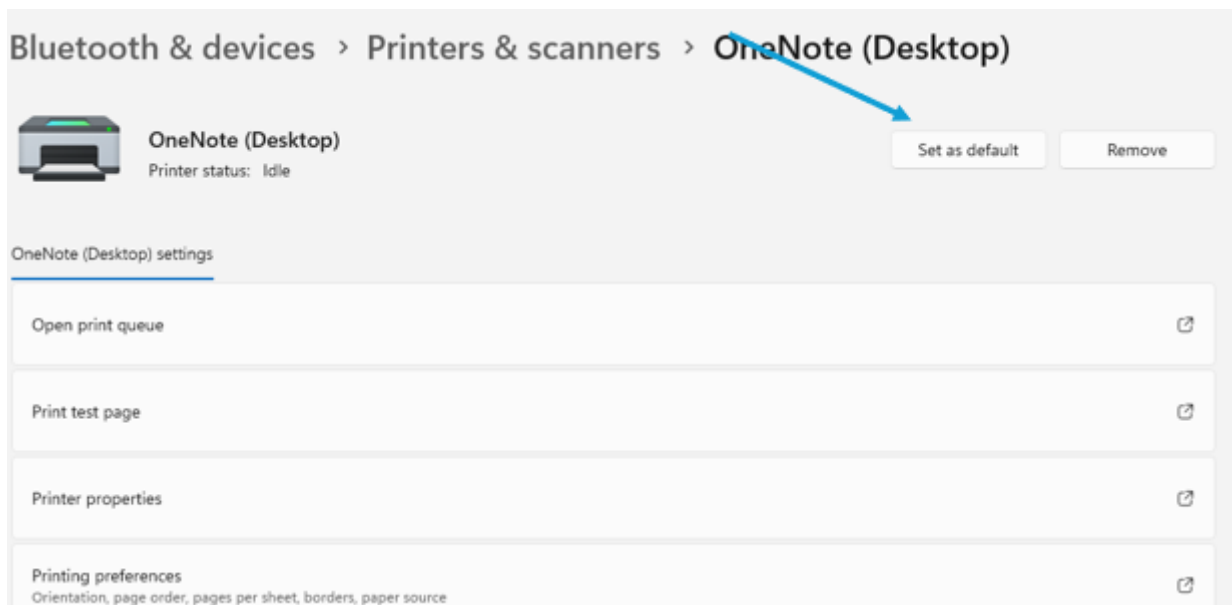 Bluetooth & devices > Printers & scanners > OneNote (Desktop)
OneNote (Desktop)
Printer status: Idle
Set as default
Remove
OneNote (Desktop) settings
Open print queue
Print test page
Printer properties
Printing preferences
Orientation, page order, pages per sheet, borders, paper source